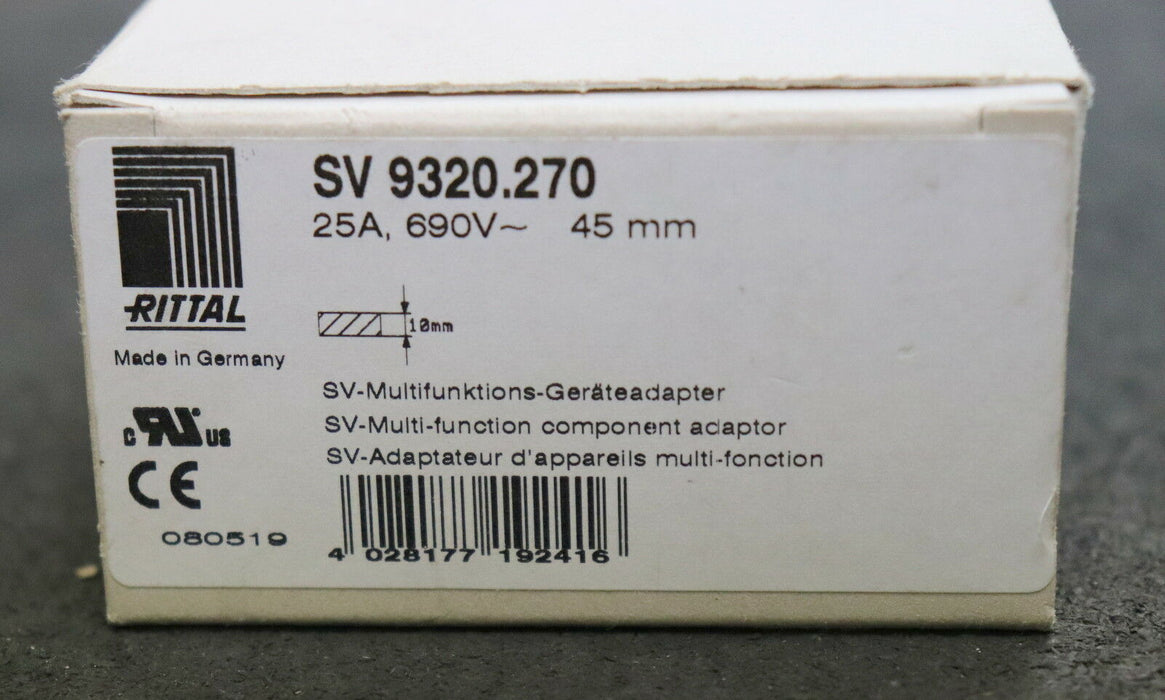 SV 9320.270
25A, 690V~ 45 mm
RITTAL
10mm
Made in Germany
SV-Multifunktions-Geräteadapter
SV-Multi-function component adaptor
SV-Adaptateur d'appareils multi-fonction
C RU US
CE
080519
4 028177 192416